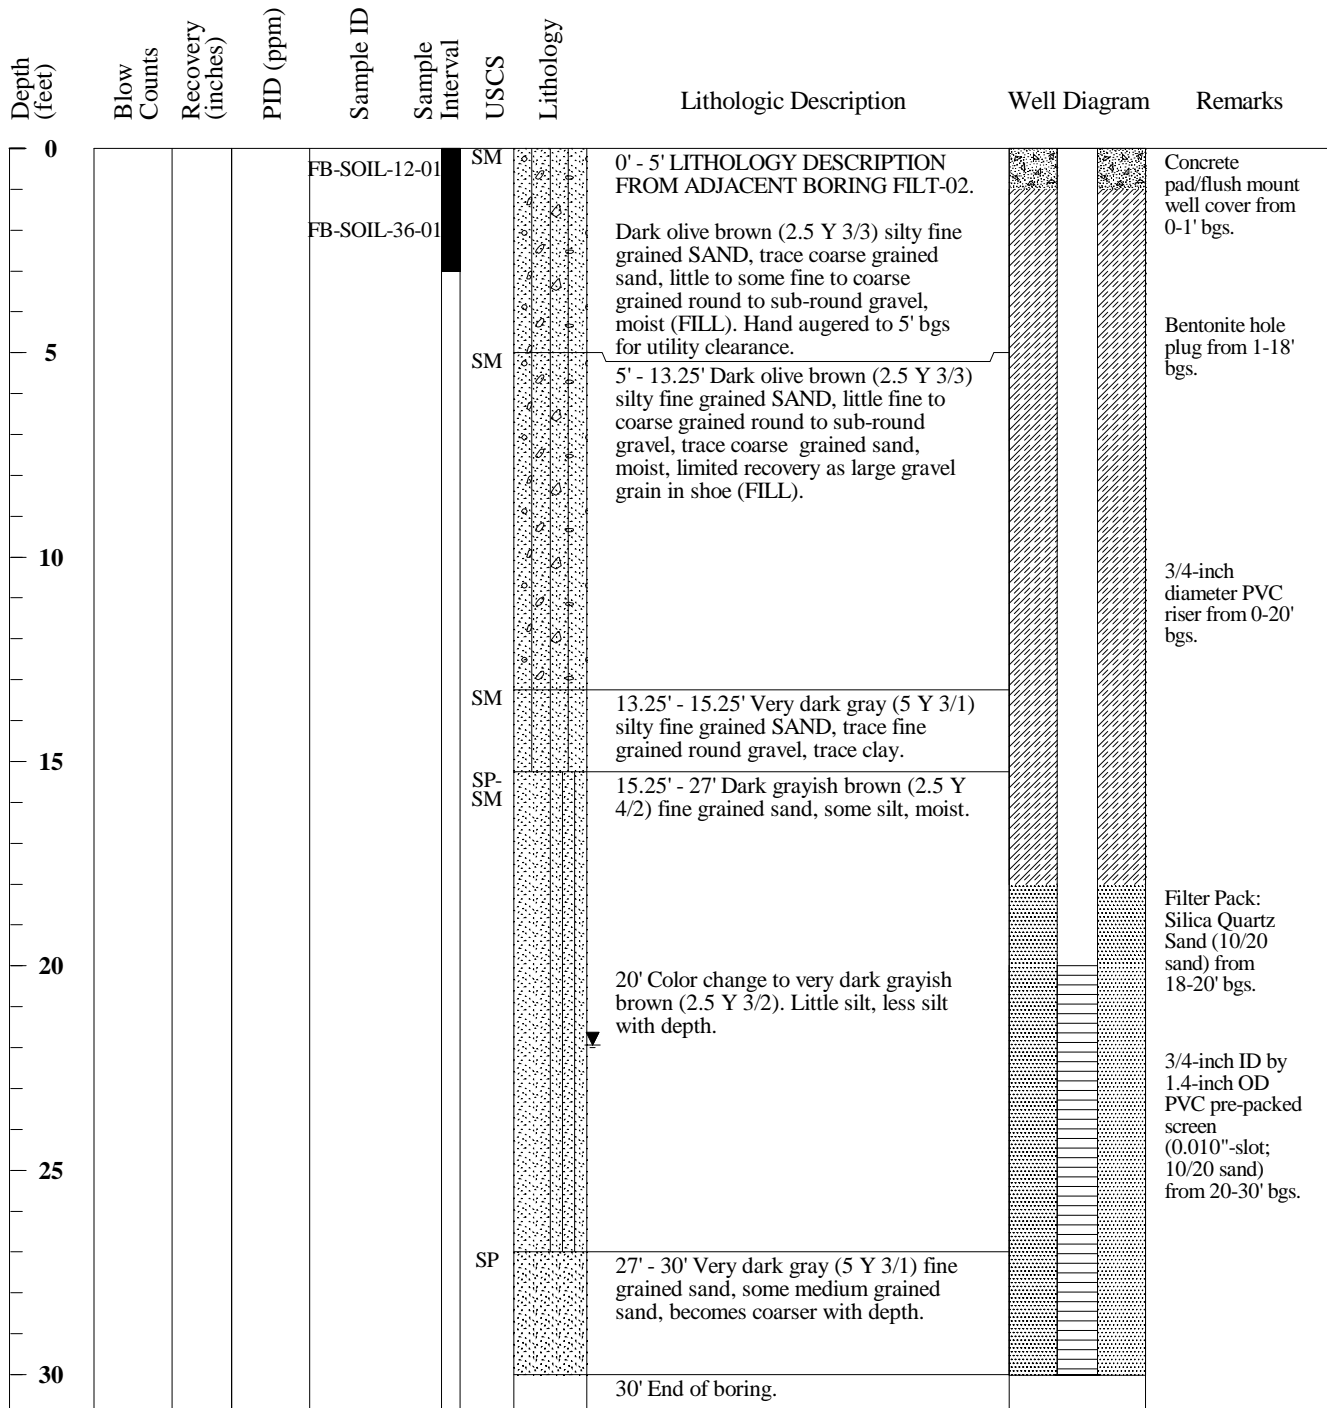 Depth
(feet)
Blow
Counts
Recovery
(inches)
PID (ppm)
Sample ID
Sample
Interval
USCS
Lithology
Lithologic Description
Well Diagram
Remarks
0
5
10
15
20
25
30
FB-SOIL-12-01
FB-SOIL-36-01
SM
0' - 5' LITHOLOGY DESCRIPTION
FROM ADJACENT BORING FILT-02.
Dark olive brown (2.5 Y 3/3) silty fine
grained SAND, trace coarse grained
sand, little to some fine to coarse
grained round to sub-round gravel,
moist (FILL). Hand augered to 5' bgs
for utility clearance.
SM
5' - 13.25' Dark olive brown (2.5 Y 3/3)
silty fine grained SAND, little fine to
coarse grained round to sub-round
gravel, trace coarse  grained sand,
moist, limited recovery as large gravel
grain in shoe (FILL).
SM
13.25' - 15.25' Very dark gray (5 Y 3/1)
silty fine grained SAND, trace fine
grained round gravel, trace clay.
SP-
SM
15.25' - 27' Dark grayish brown (2.5 Y
4/2) fine grained sand, some silt, moist.
20' Color change to very dark grayish
brown (2.5 Y 3/2). Little silt, less silt
with depth.
SP
27' - 30' Very dark gray (5 Y 3/1) fine
grained sand, some medium grained
sand, becomes coarser with depth.
30' End of boring.
Concrete
pad/flush mount
well cover from
0-1' bgs.
Bentonite hole
plug from 1-18'
bgs.
3/4-inch
diameter PVC
riser from 0-20'
bgs.
Filter Pack:
Silica Quartz
Sand (10/20
sand) from
18-20' bgs.
3/4-inch ID by
1.4-inch OD
PVC pre-packed
screen
(0.010"-slot;
10/20 sand)
from 20-30' bgs.